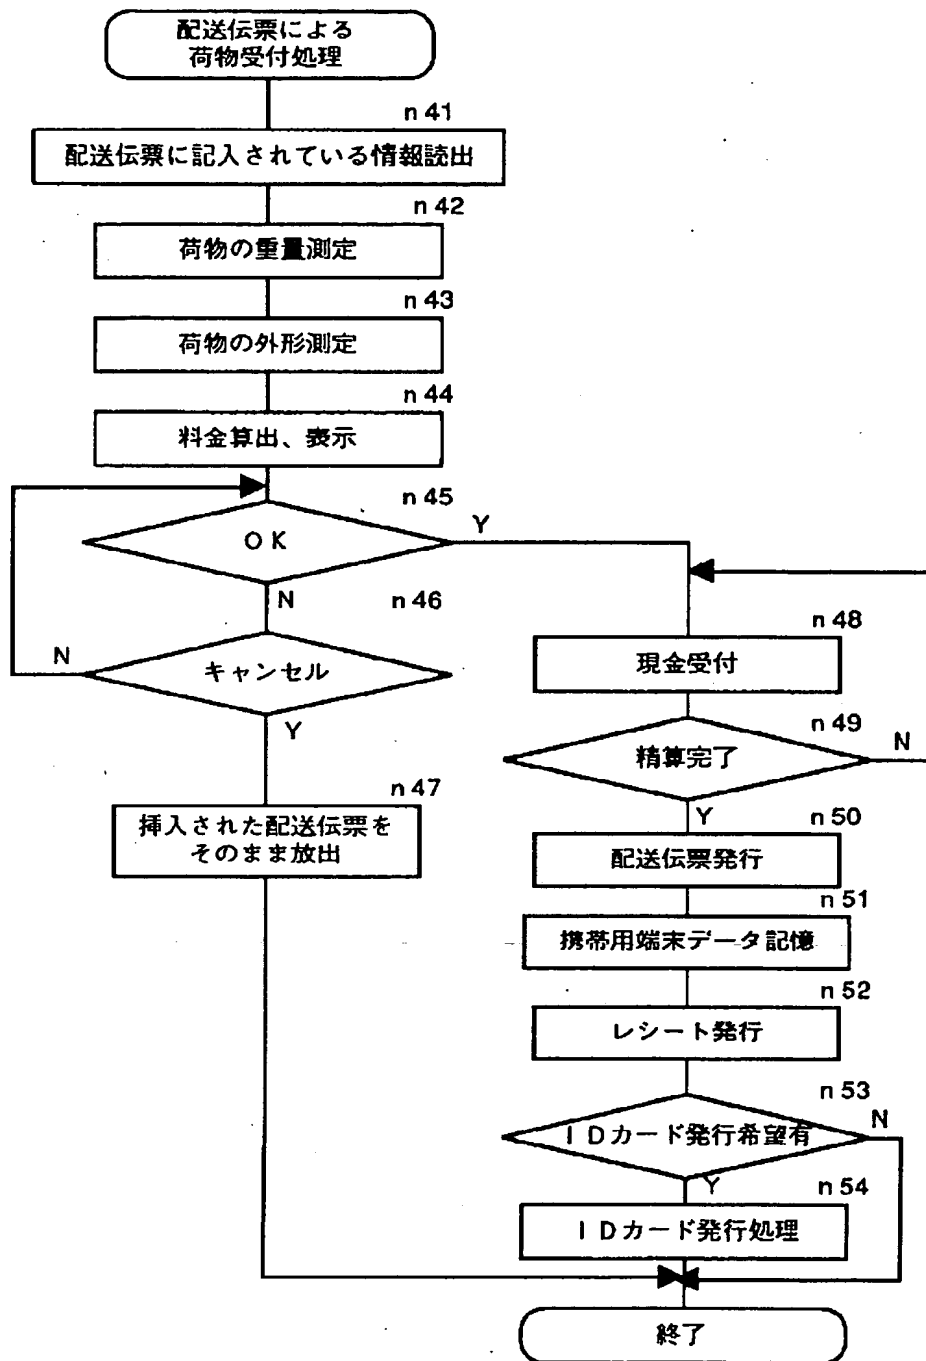 配送伝票による
荷物受付処理
n 41
配送伝票に記入されている情報読出
n 42
荷物の重量測定
n 43
荷物の外形測定
n 44
料金算出、表示
n 45
OK
Y
N
n 46
キャンセル
N
Y
n 47
挿入された配送伝票を
そのまま放出
n 48
現金受付
n 49
精算完了
N
Y
n 50
配送伝票発行
n 51
携帯用端末データ記憶
n 52
レシート発行
n 53
IDカード発行希望有
N
Y
n 54
IDカード発行処理
終了